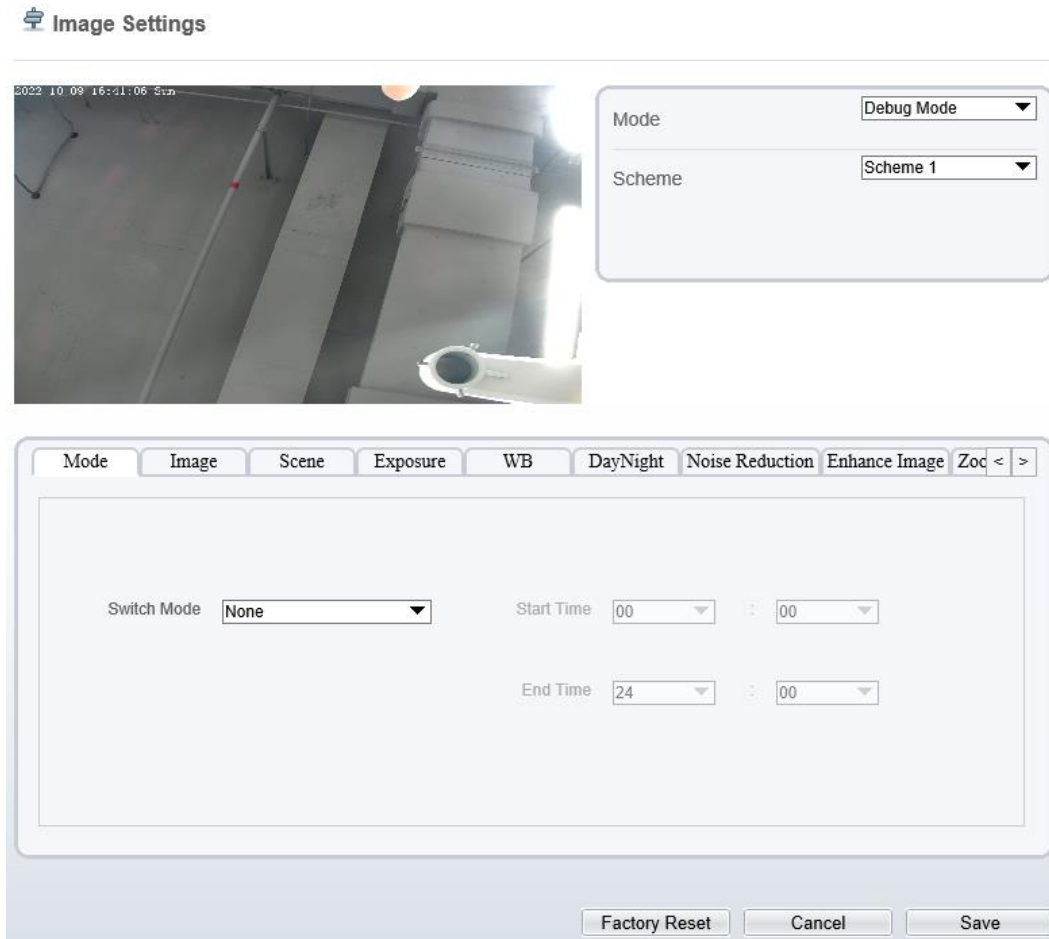 Image Settings
2022-10-09 16:41:06 Sun
Mode Debug Mode
Scheme Scheme 1
Mode Image Scene Exposure WB DayNight Noise Reduction Enhance Image Zoo < >
Switch Mode None Start Time 00 : 00
End Time 24 : 00
Factory Reset Cancel Save